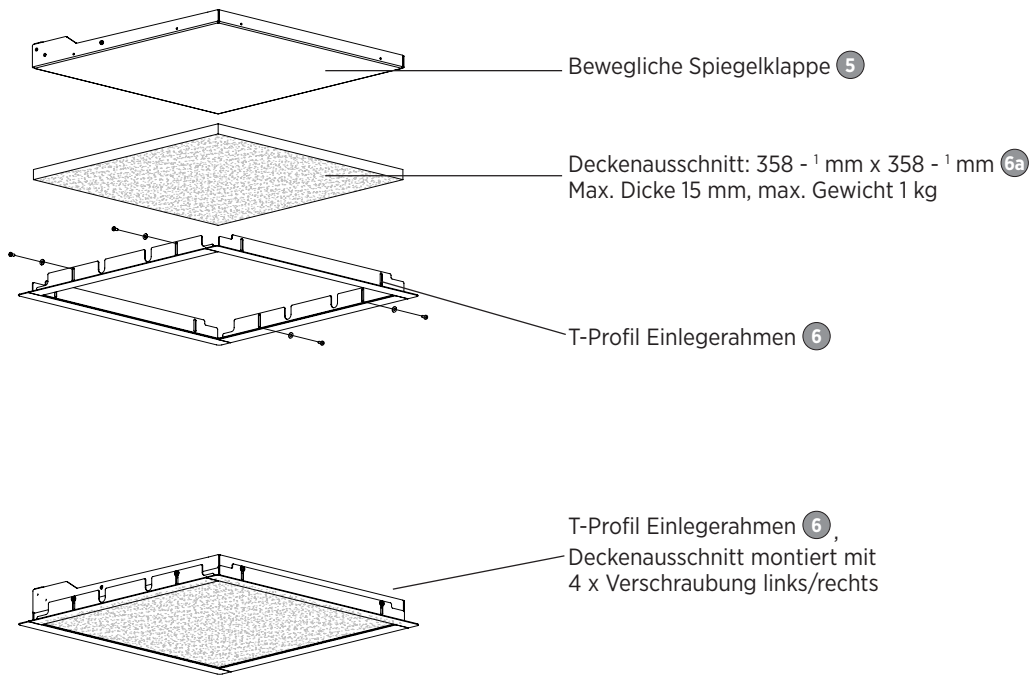 Bewegliche Spiegelklappe 5
Deckenausschnitt: 358 - ¹ mm x 358 - ¹ mm 6a
Max. Dicke 15 mm, max. Gewicht 1 kg
T-Profil Einlegerahmen 6
T-Profil Einlegerahmen 6,
Deckenausschnitt montiert mit
4 x Verschraubung links/rechts